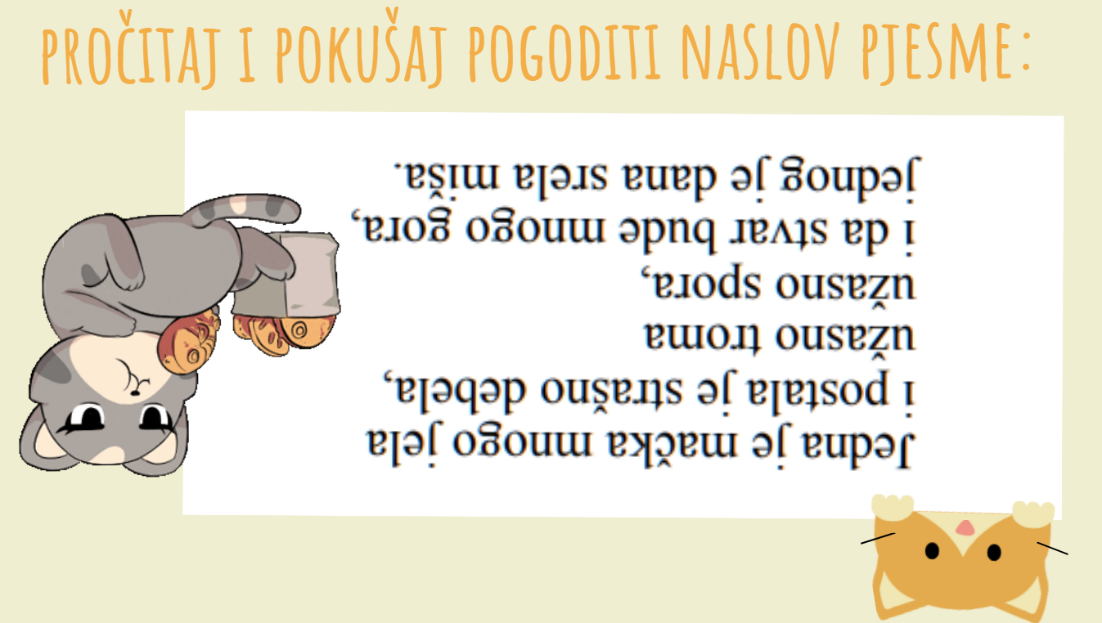 PROČITAJ I POKUŠAJ POGODITI NASLOV PJESME:
Jedna je mačka mnogo jela
i postala je strašno debela,
užasno troma
užasno spora,
i da stvar bude mnogo gora,
jednog je dana srela miša.